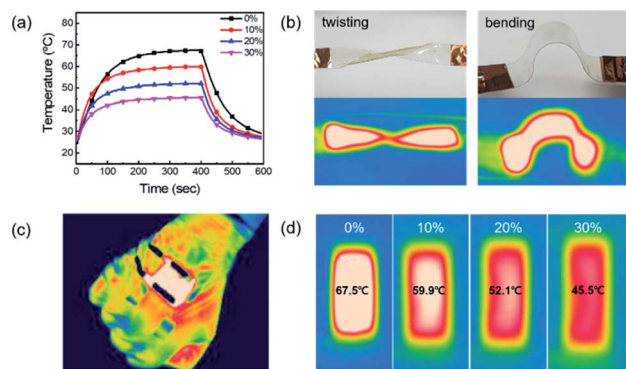 (a)
0%
10%
20%
30%
Temperature (°C)
70
60
50
40
30
20
0 100 200 300 400 500 600
Time (sec)
(b)
twisting
bending
(c)
(d)
0% 10% 20% 30%
67.5℃ 59.9℃ 52.1℃ 45.5℃